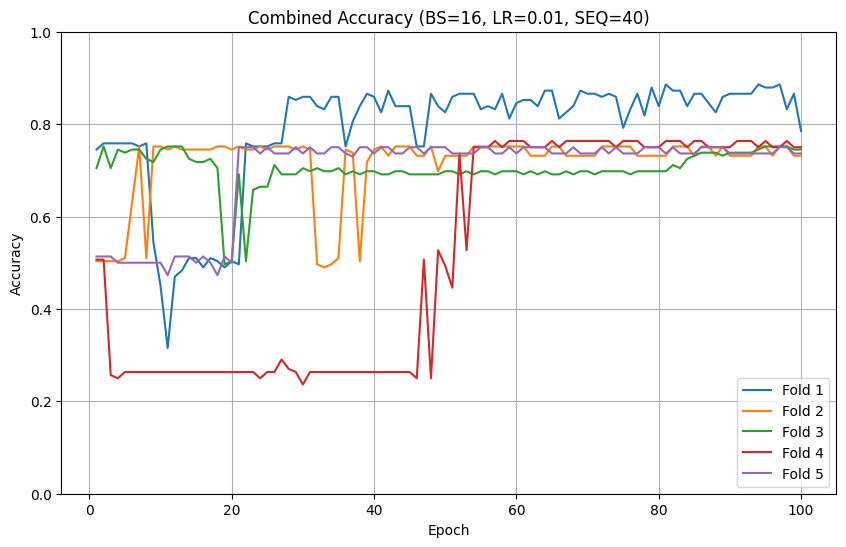 Combined Accuracy (BS=16, LR=0.01, SEQ=40)
1.0
0.8
0.6
0.4
0.2
0.0
Accuracy
0 20 40 60 80 100
Epoch
Fold 1
Fold 2
Fold 3
Fold 4
Fold 5